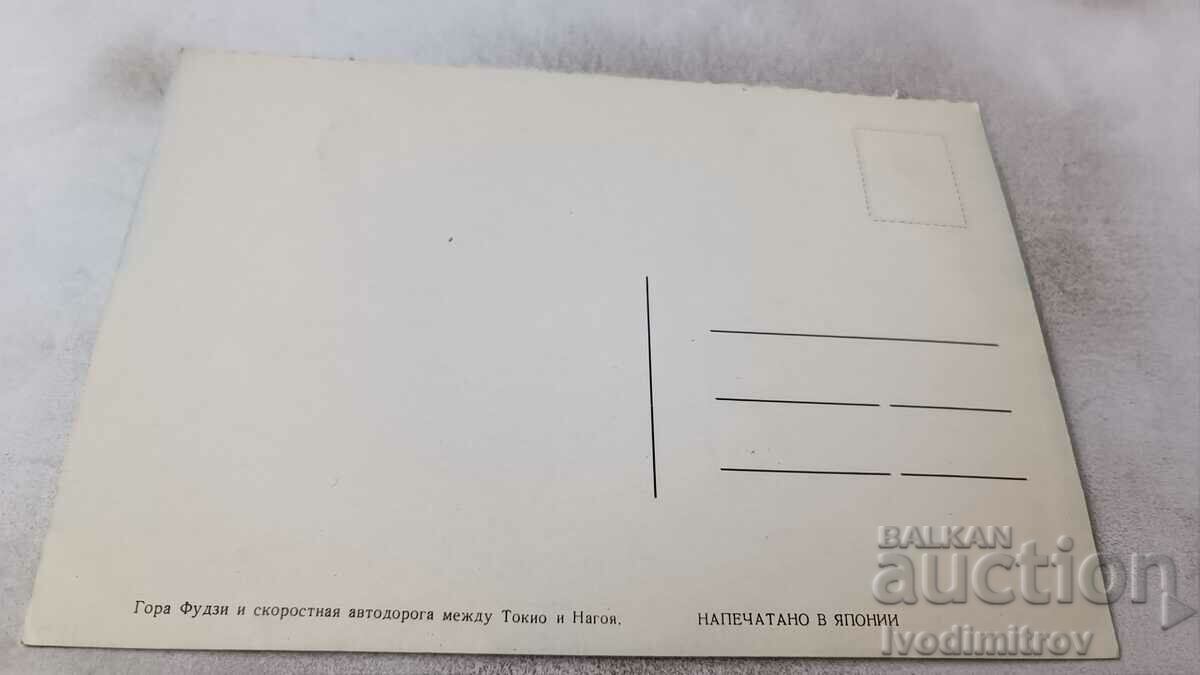 Гора Фудзи и скоростная автодорога между Токио и Нагоя.
НАПЕЧАТАНО В ЯПОНИИ
BALKAN
auction
Ivodimitrov